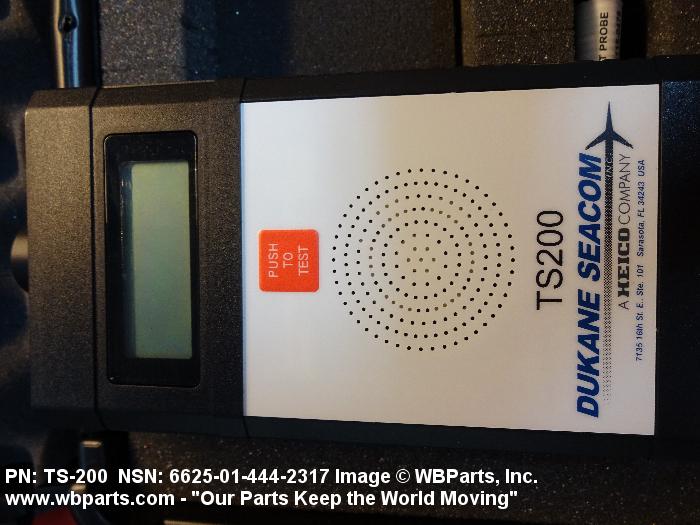 T PROBE
PUSH
TO
TEST
TS200
DUKANE SEACOM
INC.
A HEICO COMPANY
7135 16th St. E., Ste. 101 Sarasota, FL 34243 USA
PN: TS-200 NSN: 6625-01-444-2317 Image © WBParts, Inc.
www.wbparts.com - "Our Parts Keep the World Moving"